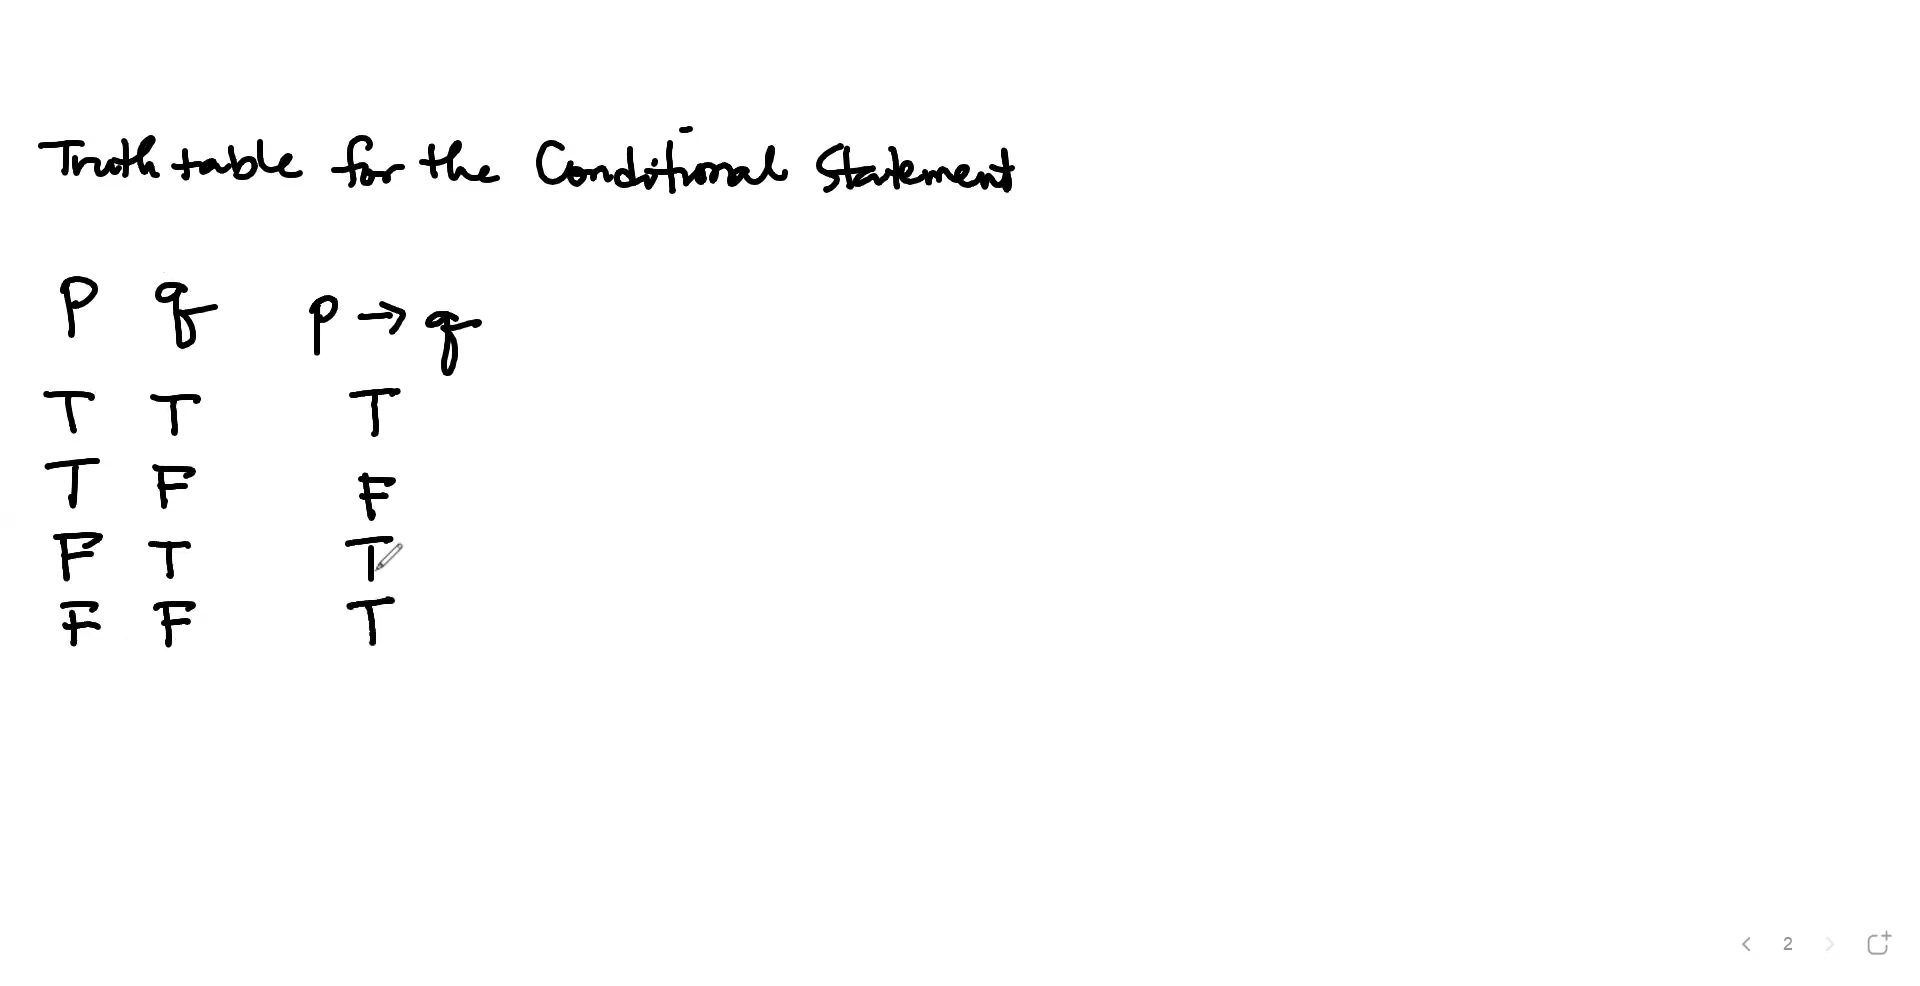 Truth table for the Conditional Statement
P q P → q
T T T
T F F
F T T
F F T
2